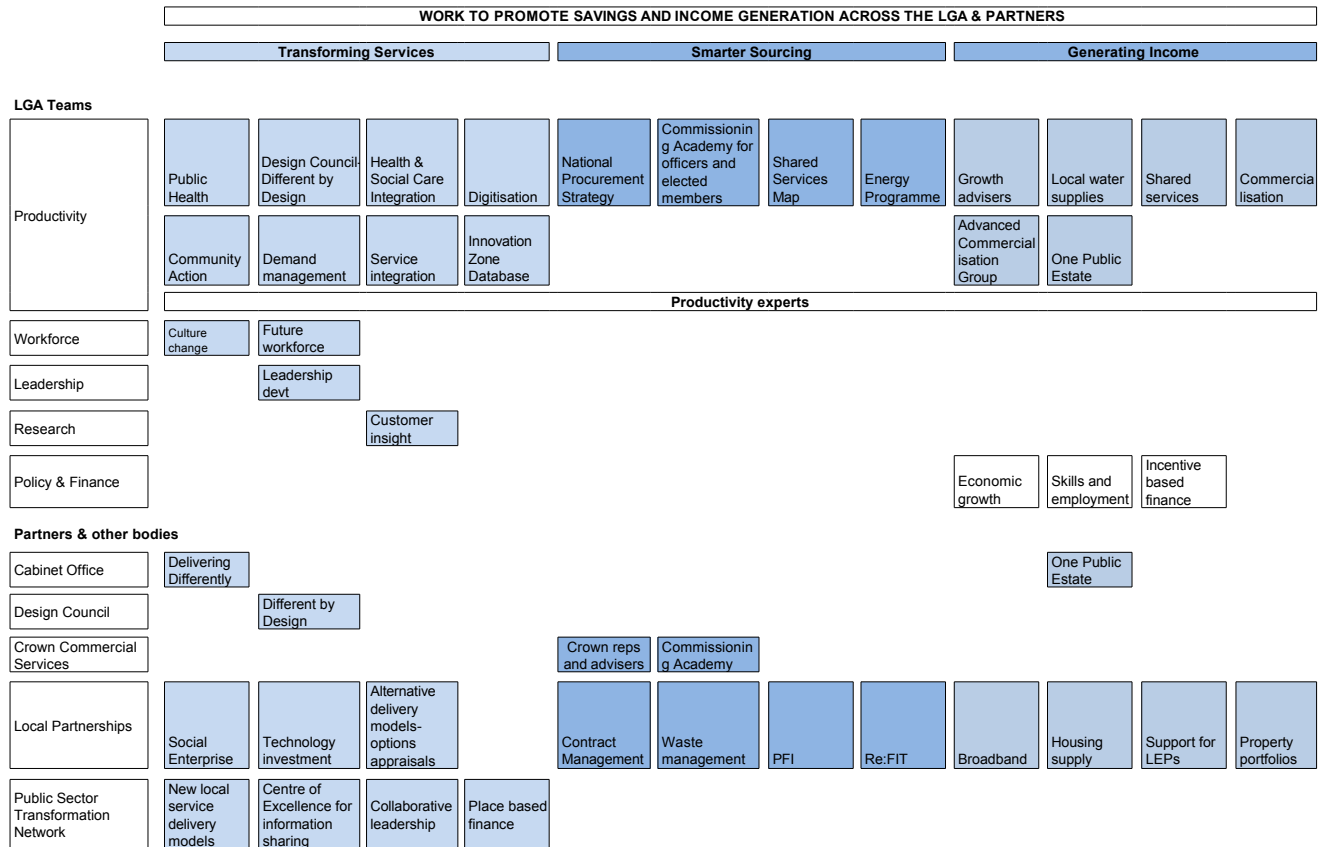 WORK TO PROMOTE SAVINGS AND INCOME GENERATION ACROSS THE LGA & PARTNERS
Transforming Services
Smarter Sourcing
Generating Income
LGA Teams
Productivity
Public
Health
Design Council-
Different by
Design
Health &
Social Care
Integration
Digitisation
National
Procurement
Strategy
Commissionin
g Academy for
officers and
elected
members
Shared
Services
Map
Energy
Programme
Growth
advisers
Local water
supplies
Shared
services
Commercia
lisation
Community
Action
Demand
management
Service
integration
Innovation
Zone
Database
Advanced
Commercial
isation
Group
One Public
Estate
Productivity experts
Workforce
Culture
change
Future
workforce
Leadership
Leadership
devt
Research
Customer
insight
Policy & Finance
Economic
growth
Skills and
employment
Incentive
based
finance
Partners & other bodies
Cabinet Office
Delivering
Differently
One Public
Estate
Design Council
Different by
Design
Crown Commercial
Services
Crown reps
and advisers
Commissionin
g Academy
Local Partnerships
Social
Enterprise
Technology
investment
Alternative
delivery
models-
options
appraisals
Contract
Management
Waste
management
PFI
Re:FIT
Broadband
Housing
supply
Support for
LEPs
Property
portfolios
Public Sector
Transformation
Network
New local
service
delivery
models
Centre of
Excellence for
information
sharing
Collaborative
leadership
Place based
finance